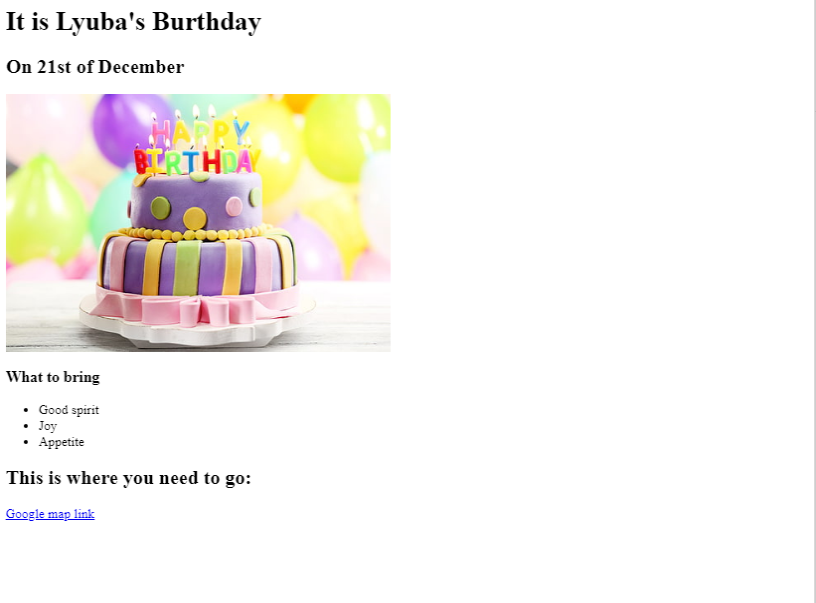 It is Lyuba's Burthday
On 21st of December
HAPPY
BIRTHDAY
What to bring
Good spirit
Joy
Appetite
This is where you need to go:
Google map link